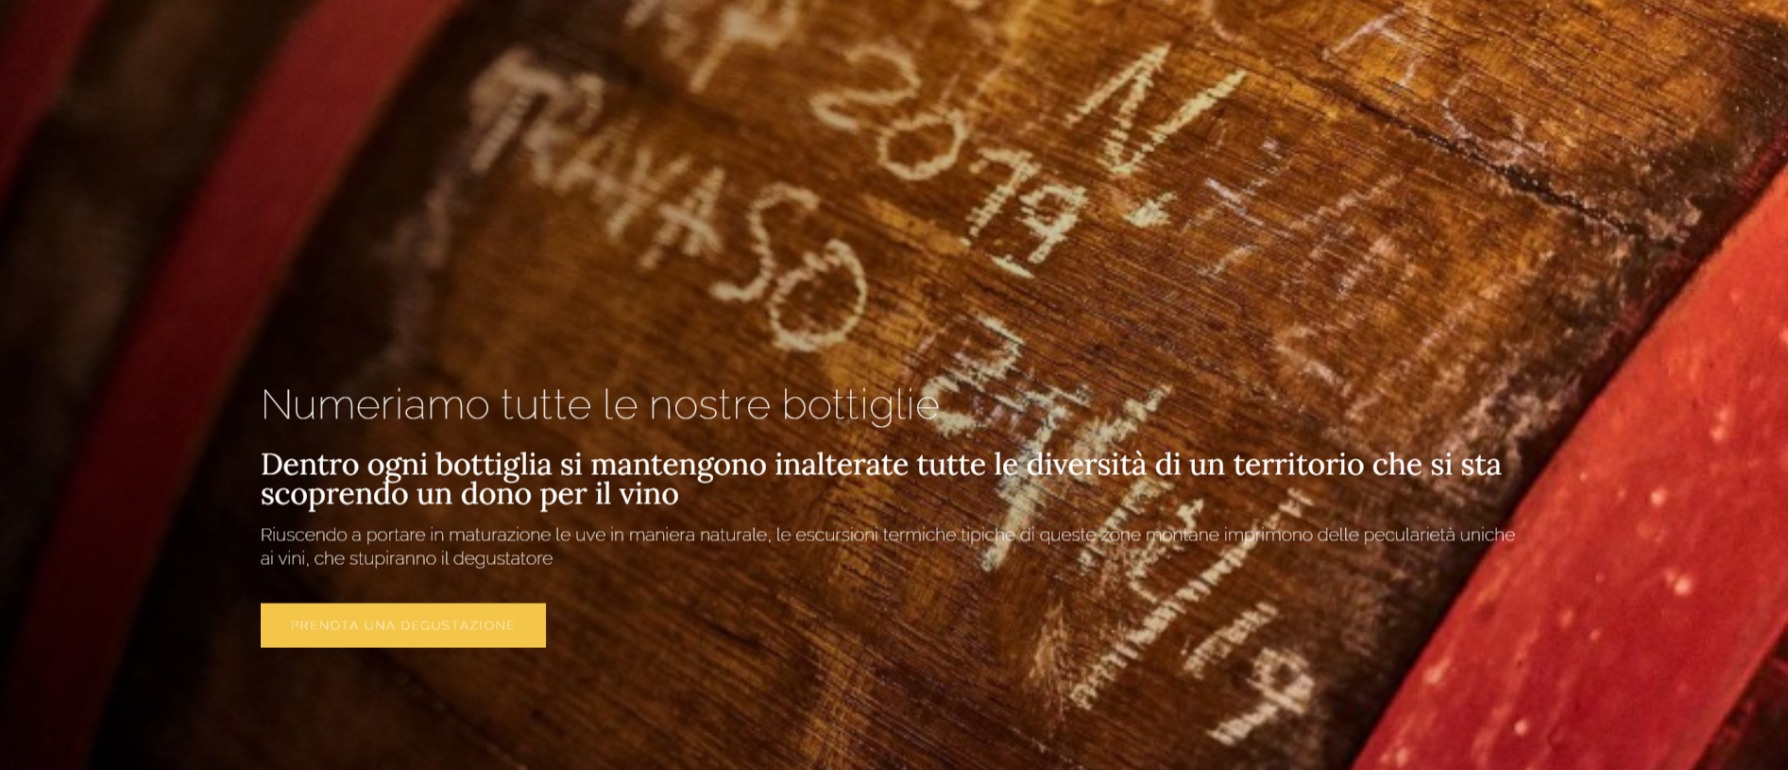 2019
N.
TRAVASO
Numeriamo tutte le nostre bottiglie
Dentro ogni bottiglia si mantengono inalterate tutte le diversità di un territorio che si sta
scoprendo un dono per il vino
Riuscendo a portare in maturazione le uve in maniera naturale, le escursioni termiche tipiche di queste zone montane imprimono delle pecularietà uniche
ai vini, che stupiranno il degustatore
PRENOTA UNA DEGUSTAZIONE